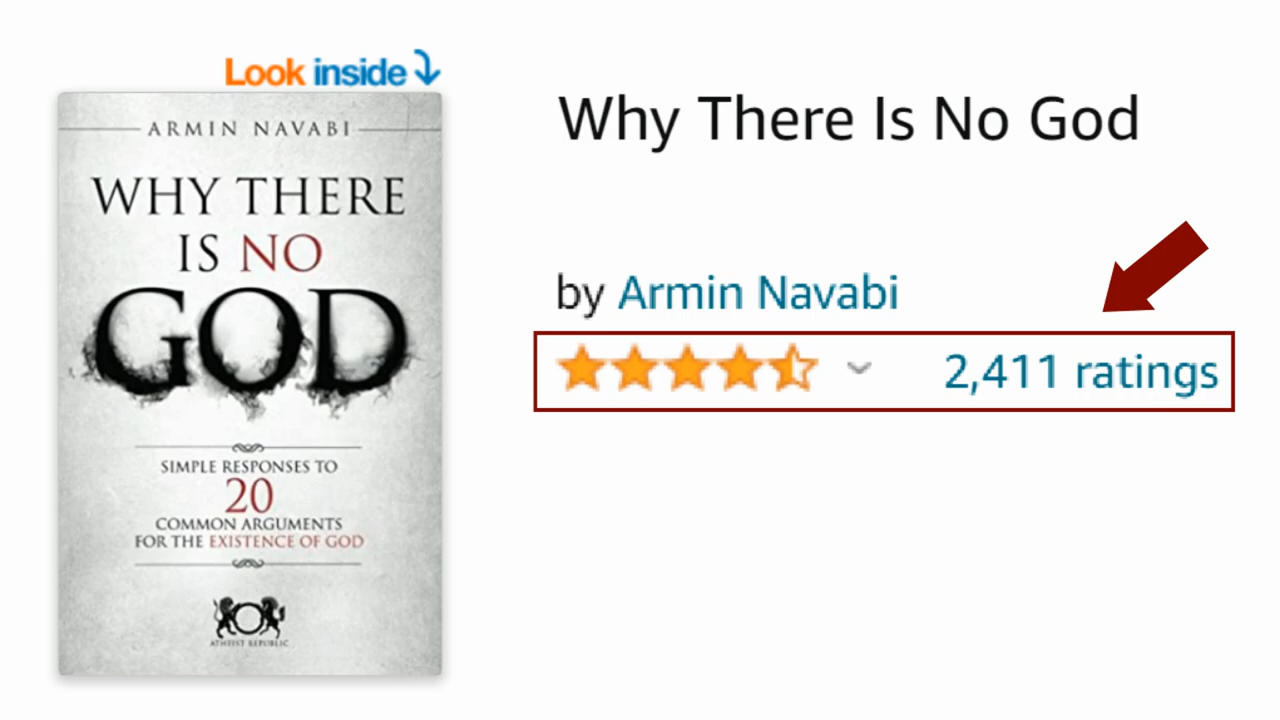 Look inside
ARMIN NAVABI
WHY THERE
IS NO
GOD
SIMPLE RESPONSES TO
20
COMMON ARGUMENTS
FOR THE EXISTENCE OF GOD
ATHEIST REPUBLIC
Why There Is No God
by Armin Navabi
2,411 ratings